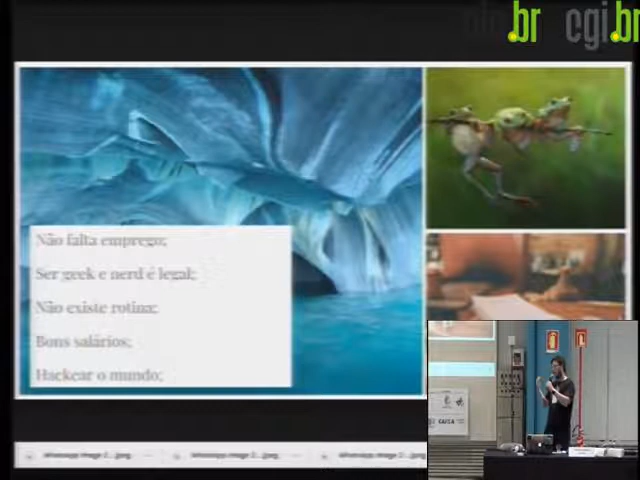 nic.br cgi.br
Não falta emprego;
Ser geek e nerd é legal;
Não existe rotina;
Bons salários;
Hackear o mundo;